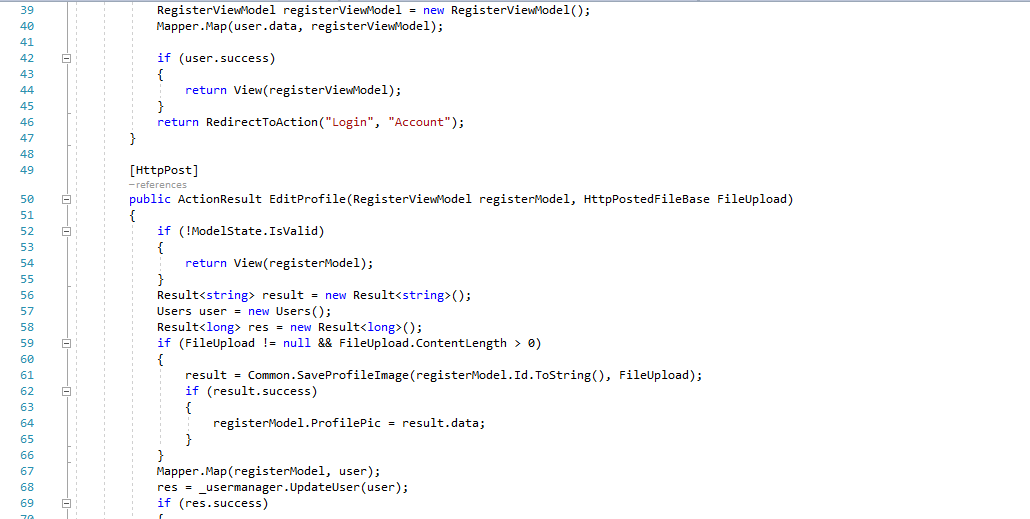 39 RegisterViewModel registerViewModel = new RegisterViewModel();
40 Mapper.Map(user.data, registerViewModel);
41
42 if (user.success)
43 {
44 return View(registerViewModel);
45 }
46 return RedirectToAction("Login", "Account");
47 }
48
49 [HttpPost]
–references
50 public ActionResult EditProfile(RegisterViewModel registerModel, HttpPostedFileBase FileUpload)
51 {
52 if (!ModelState.IsValid)
53 {
54 return View(registerModel);
55 }
56 Result<string> result = new Result<string>();
57 Users user = new Users();
58 Result<long> res = new Result<long>();
59 if (FileUpload != null && FileUpload.ContentLength > 0)
60 {
61 result = Common.SaveProfileImage(registerModel.Id.ToString(), FileUpload);
62 if (result.success)
63 {
64 registerModel.ProfilePic = result.data;
65 }
66 }
67 Mapper.Map(registerModel, user);
68 res = _usermanager.UpdateUser(user);
69 if (res.success)
70 {